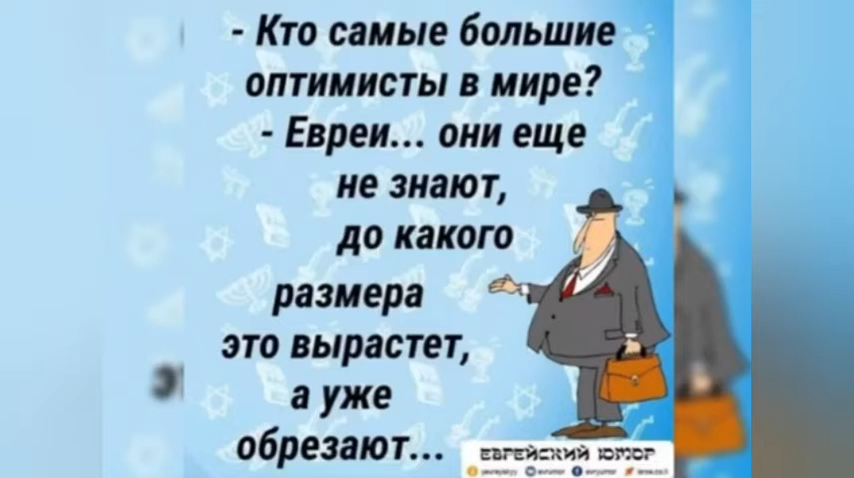 - Кто самые большие
оптимисты в мире?
- Евреи... они еще
не знают,
до какого
размера
это вырастет,
а уже
обрезают...
ЕВРЕЙСКИЙ ЮМОР